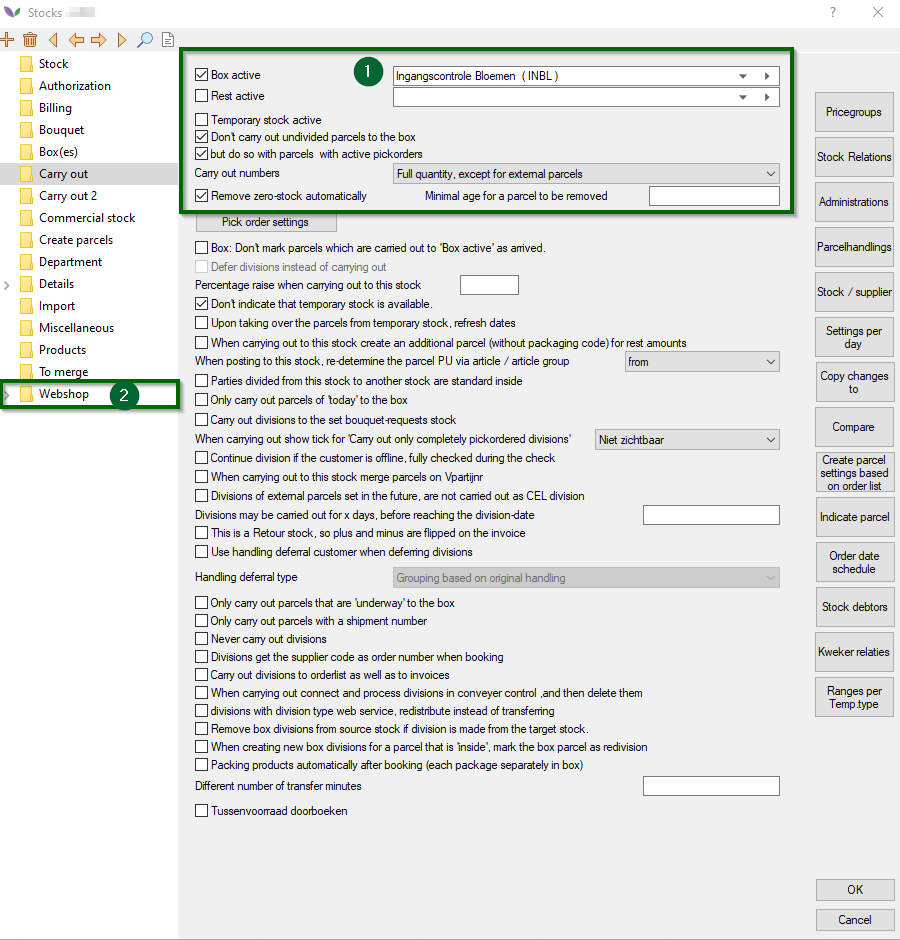 Stocks
?
Stock
Authorization
Billing
Bouquet
Box(es)
Carry out
Carry out 2
Commercial stock
Create parcels
Department
Details
Import
Miscellaneous
Products
To merge
Webshop
2
1
Box active
Ingangscontrole Bloemen ( INBL )
Rest active
Temporary stock active
Don't carry out undivided parcels to the box
but do so with parcels with active pickorders
Carry out numbers
Full quantity, except for external parcels
Remove zero-stock automatically
Minimal age for a parcel to be removed
Pick order settings
Box: Don't mark parcels which are carried out to 'Box active' as arrived.
Defer divisions instead of carrying out
Percentage raise when carrying out to this stock
Don't indicate that temporary stock is available.
Upon taking over the parcels from temporary stock, refresh dates
When carrying out to this stock create an additional parcel (without packaging code) for rest amounts
When posting to this stock, re-determine the parcel PU via article / article group
from
Parties divided from this stock to another stock are standard inside
Only carry out parcels of 'today' to the box
Carry out divisions to the set bouquet-requests stock
When carrying out show tick for 'Carry out only completely pickordered divisions'
Niet zichtbaar
Continue division if the customer is offline, fully checked during the check
When carrying out to this stock merge parcels on Vpartijnr
Divisions of external parcels set in the future, are not carried out as CEL division
Divisions may be carried out for x days, before reaching the division-date
This is a Retour stock, so plus and minus are flipped on the invoice
Use handling deferral customer when deferring divisions
Handling deferral type
Grouping based on original handling
Only carry out parcels that are 'underway' to the box
Only carry out parcels with a shipment number
Never carry out divisions
Divisions get the supplier code as order number when booking
Carry out divisions to orderlist as well as to invoices
When carrying out connect and process divisions in conveyer control ,and then delete them
divisions with division type web service, redistribute instead of transferring
Remove box divisions from source stock if division is made from the target stock.
When creating new box divisions for a parcel that is 'inside', mark the box parcel as redivision
Packing products automatically after booking (each package separately in box)
Different number of transfer minutes
Tussenvoorraad doorboeken
Pricegroups
Stock Relations
Administrations
Parcelhandlings
Stock / supplier
Settings per
day
Copy changes
to
Compare
Create parcel
settings based
on order list
Indicate parcel
Order date
schedule
Stock debtors
Kweker relaties
Ranges per
Temp.type
OK
Cancel